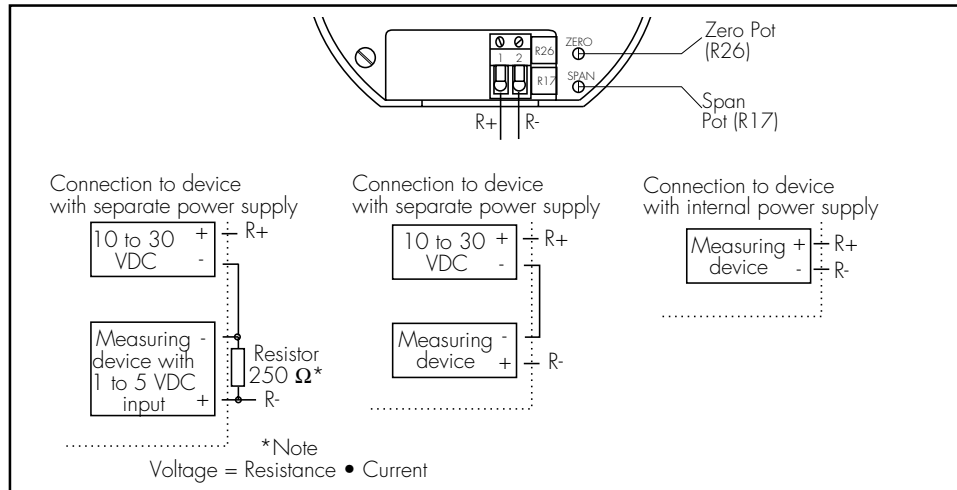 Zero Pot
(R26)
ZERO
R26
1 2
R17
SPAN
Span
Pot (R17)
R+ R-
Connection to device
with separate power supply
10 to 30 +
VDC -
R+
Measuring -
device with
1 to 5 VDC
input +
Resistor
250 Ω*
R-
*Note
Voltage = Resistance • Current
Connection to device
with separate power supply
10 to 30 +
VDC -
R+
Measuring -
device +
R-
Connection to device
with internal power supply
Measuring + R+
device - R-